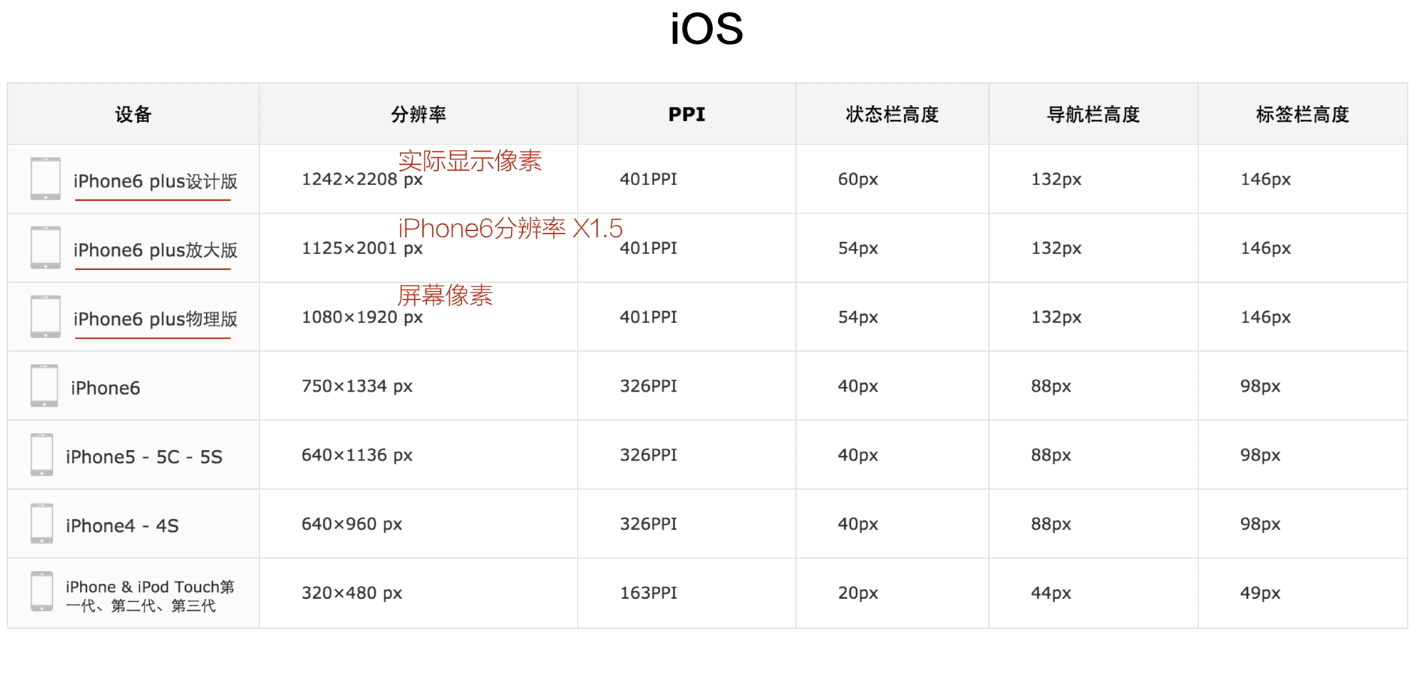 iOS
设备 分辨率 PPI 状态栏高度 导航栏高度 标签栏高度
实际显示像素
iPhone6 plus设计版 1242×2208 px 401PPI 60px 132px 146px
iPhone6分辨率 X1.5
iPhone6 plus放大版 1125×2001 px 401PPI 54px 132px 146px
屏幕像素
iPhone6 plus物理版 1080×1920 px 401PPI 54px 132px 146px
iPhone6 750×1334 px 326PPI 40px 88px 98px
iPhone5 - 5C - 5S 640×1136 px 326PPI 40px 88px 98px
iPhone4 - 4S 640×960 px 326PPI 40px 88px 98px
iPhone & iPod Touch第
一代、第二代、第三代 320×480 px 163PPI 20px 44px 49px